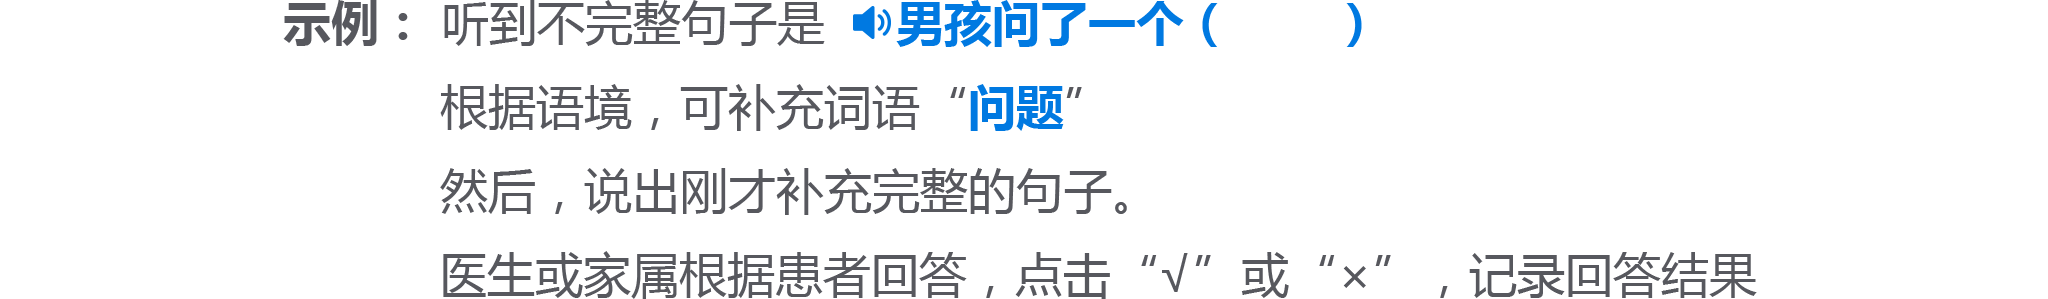 示例： 听到不完整句子是 男孩问了一个（ ）
根据语境，可补充词语“问题”
然后，说出刚才补充完整的句子。
医生或家属根据患者回答，点击“√”或“×”，记录回答结果